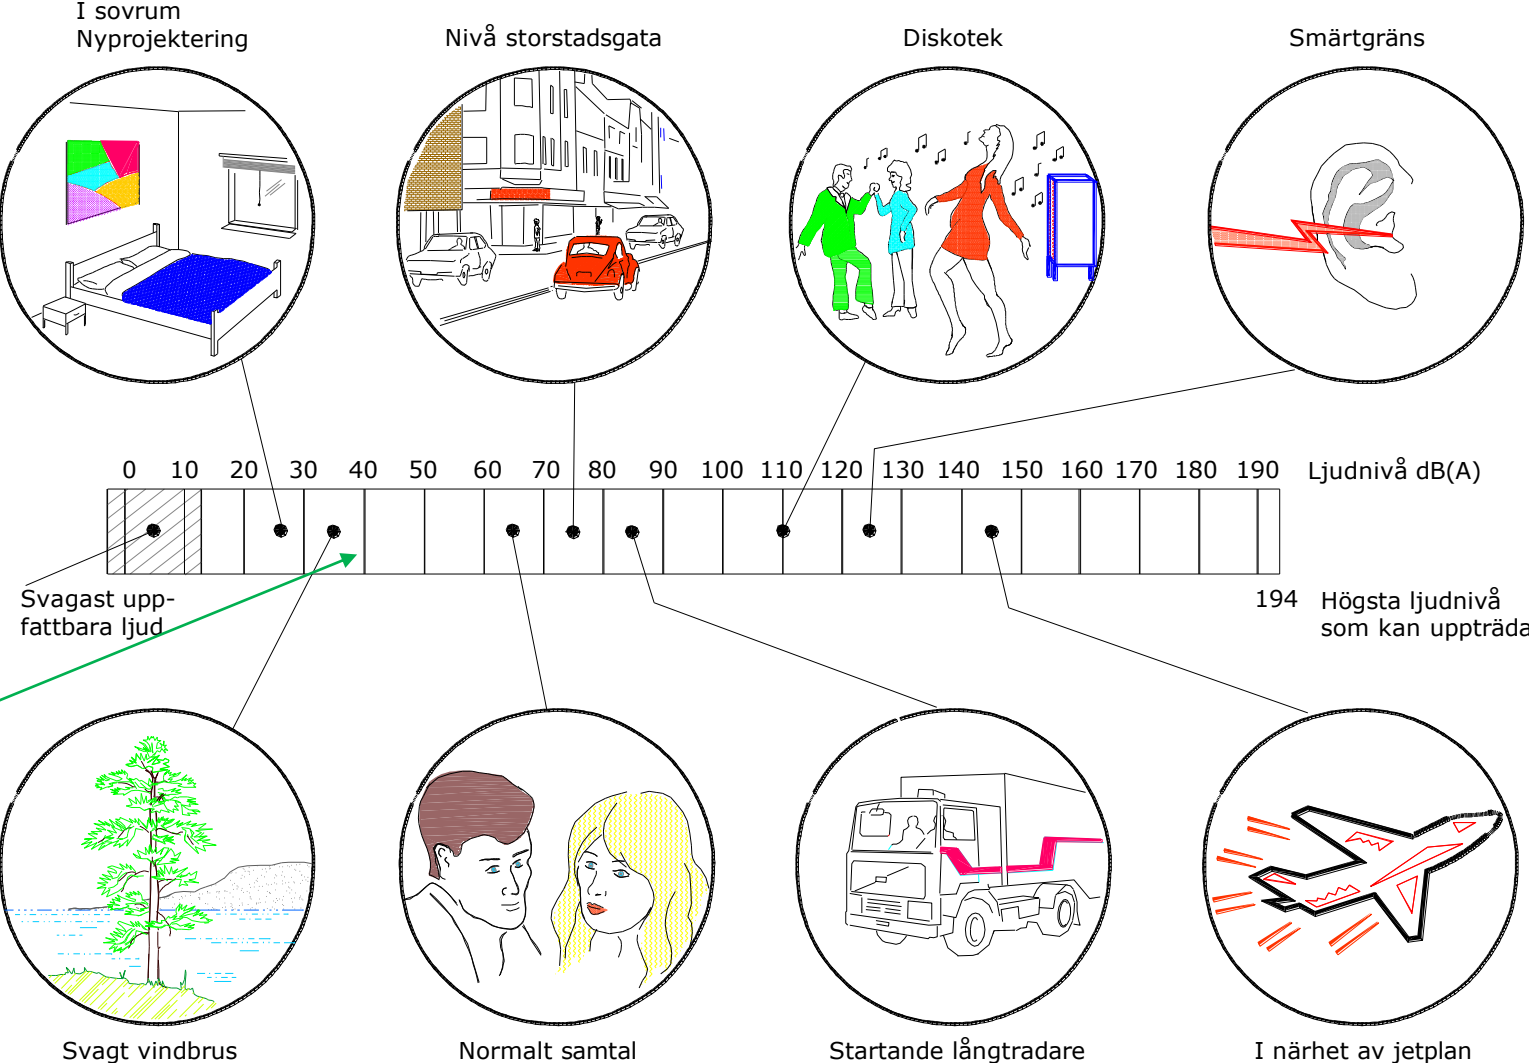 I sovrum
Nyprojektering
Nivå storstadsgata
Diskotek
Smärtgräns
0 10 20 30 40 50 60 70 80 90 100 110 120 130 140 150 160 170 180 190 Ljudnivå dB(A)
Svagast upp-
fattbara ljud
194 Högsta ljudnivå
som kan uppträda
Svagt vindbrus
Normalt samtal
Startande långtradare
I närhet av jetplan